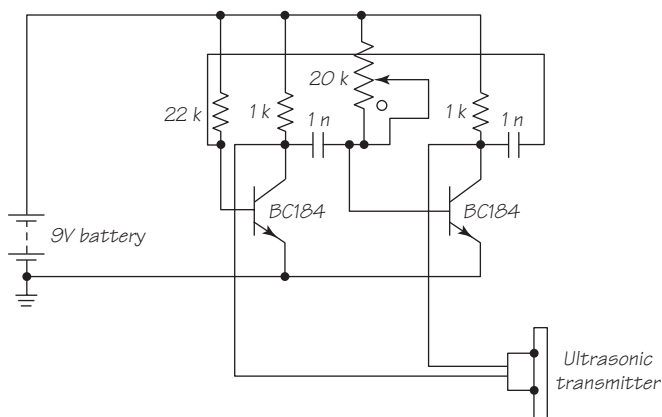 20 k
22 k
1 k
1 n
1 k
1 n
BC184
BC184
9V battery
Ultrasonic
transmitter